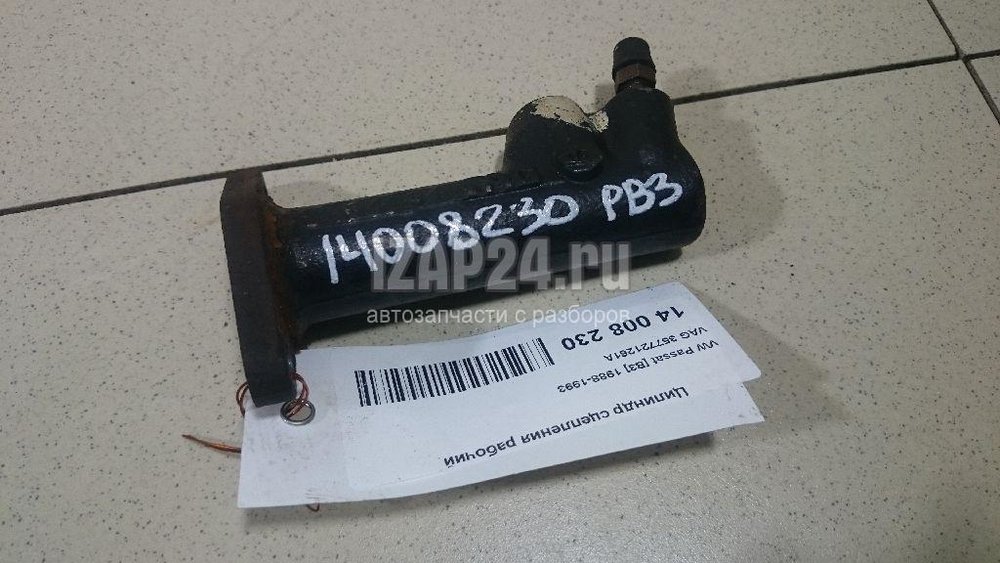 14008230 PB3
IZAP24.ru
автозапчасти с разборов
Цилиндр сцепления рабочий
VW Passat [B3] 1988-1993
VAG 357721261A
14 008 230